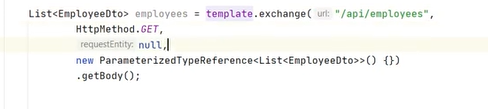 List<EmployeeDto> employees = template.exchange( url: "/api/employees",
HttpMethod.GET,
requestEntity: null,
new ParameterizedTypeReference<List<EmployeeDto>>() {})
.getBody();